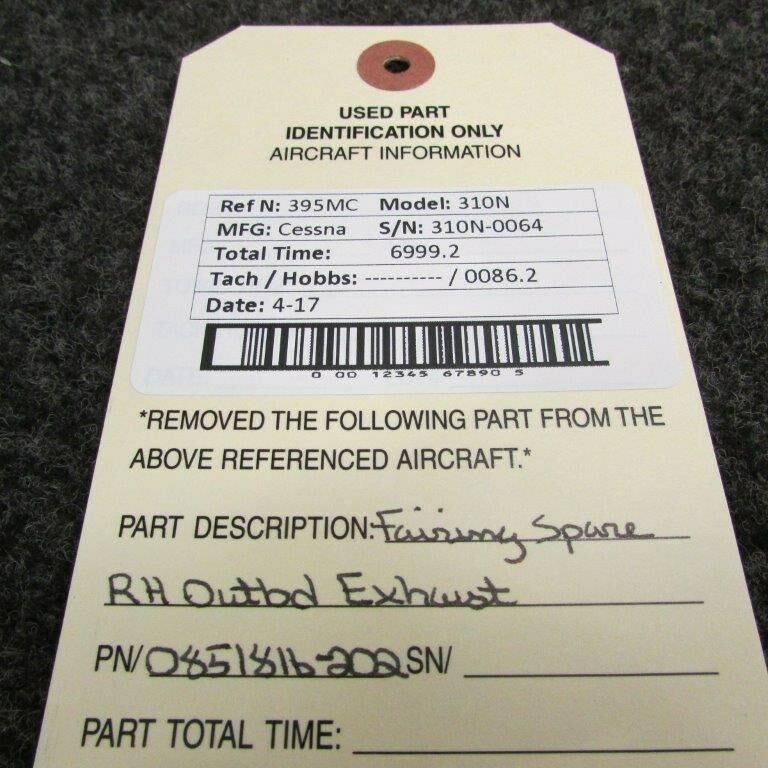 USED PART
IDENTIFICATION ONLY
AIRCRAFT INFORMATION
Ref N: 395MC Model: 310N
MFG: Cessna S/N: 310N-0064
Total Time: 6999.2
Tach / Hobbs: ---------- / 0086.2
Date: 4-17
0 00 12345 67890 5
*REMOVED THE FOLLOWING PART FROM THE
ABOVE REFERENCED AIRCRAFT.*
PART DESCRIPTION: Fairing Spare
RH Outbd Exhaust
PN/ 0851816-202 SN/
PART TOTAL TIME: